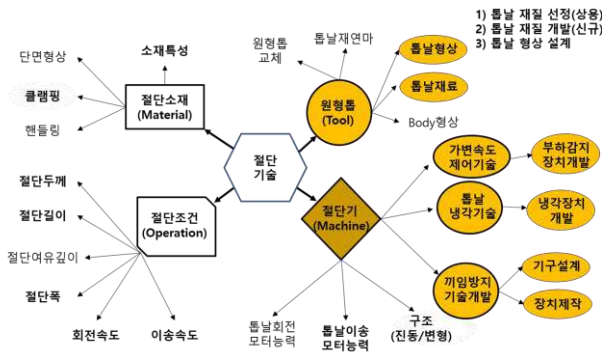 1) 톱날 재질 선정(상용)
2) 톱날 재질 개발(신규)
3) 톱날 형상 설계
단면형상
소재특성
클램핑
핸들링
절단소재
(Material)
원형톱
교체
톱날재연마
톱날형상
톱날재료
Body형상
원형톱
(Tool)
절단
기술
절단두께
절단길이
절단여유깊이
절단폭
회전속도
이송속도
절단조건
(Operation)
절단기
(Machine)
가변속도
제어기술
부하감지
장치개발
톱날
냉각기술
냉각장치
개발
끼임방지
기술개발
기구설계
장치제작
톱날회전
모터능력
톱날이송
모터능력
구조
(진동/변형)